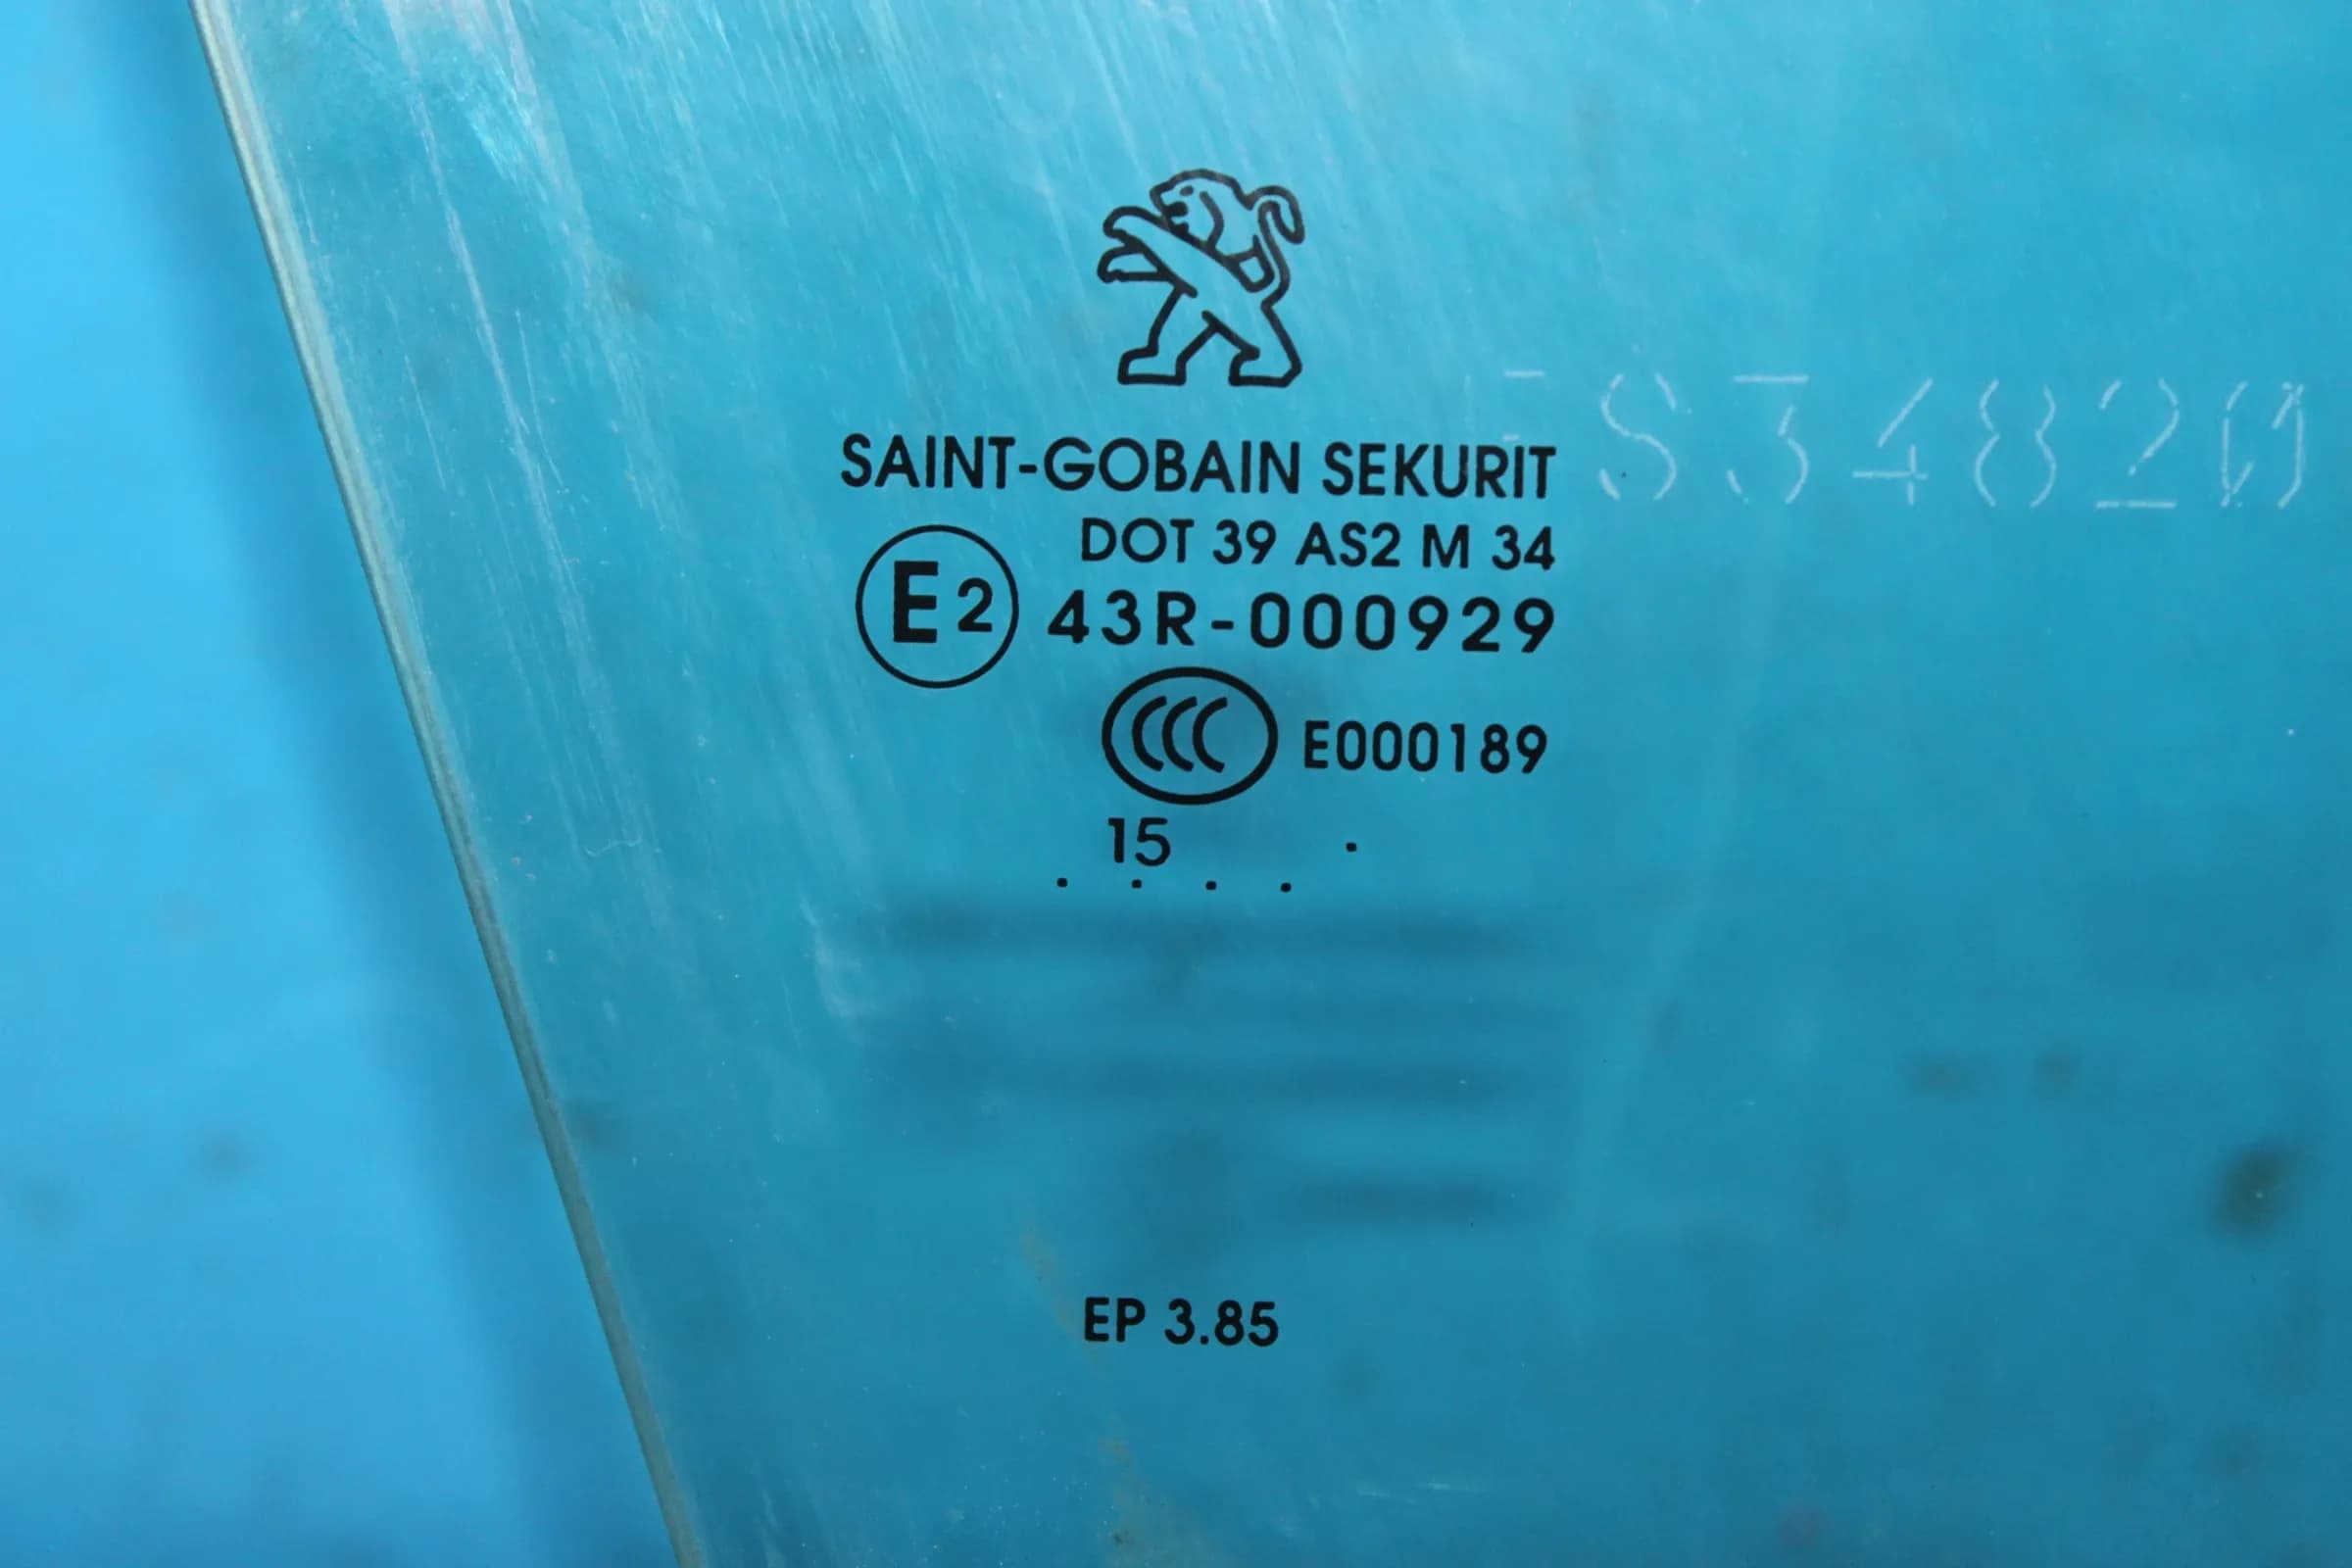 SAINT-GOBAIN SEKURIT
S34820
DOT 39 AS2 M 34
E2 43R-000929
CCC E000189
15 .
. . . .
EP 3.85